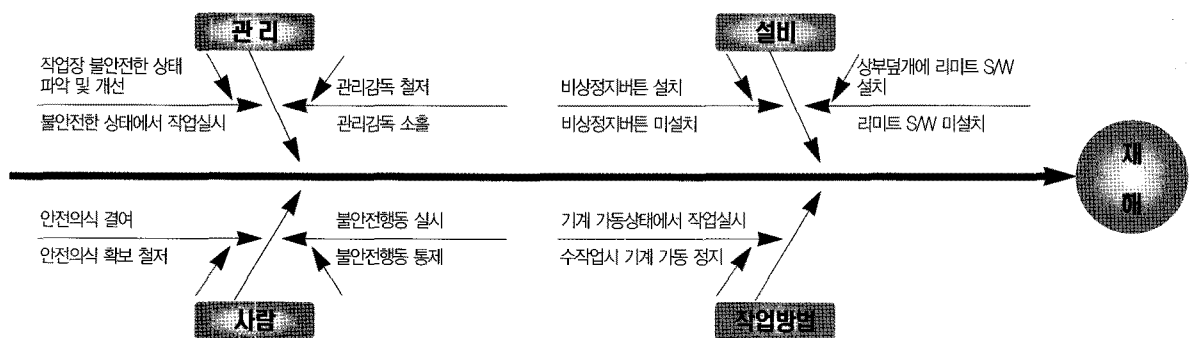 관 리
설비
직업장 불안전한 상태
파악 및 개선
관리감독 철저
불안전한 상태에서 작업실시
관리감독 소홀
비상정지버튼 설치
상부덮개에 리미트 S/W
설치
비상정지버튼 미설치
리미트 S/W 미설치
재
해
안전의식 결여
불안전행동 실시
안전의식 확보 철저
불안전행동 통제
기계 가동상태에서 작업실시
수작업시 기계 가동 정지
사람
작업방법